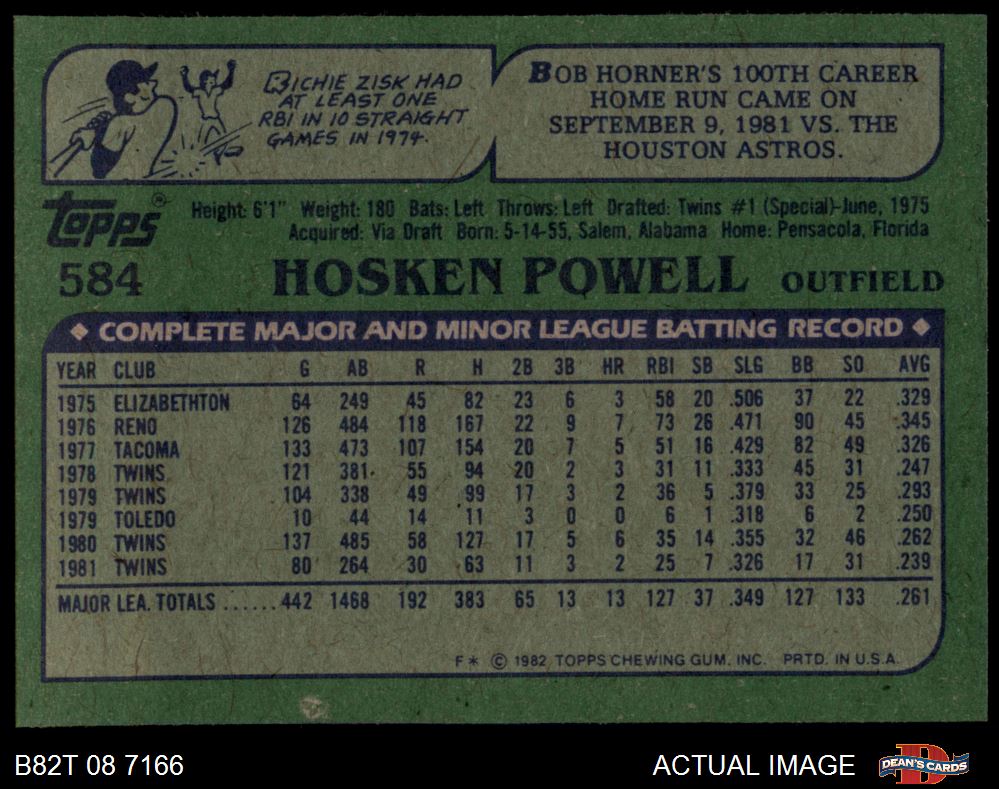 RICHIE ZISK HAD
AT LEAST ONE
RBI IN 10 STRAIGHT
GAMES IN 1974.
BOB HORNER'S 100TH CAREER
HOME RUN CAME ON
SEPTEMBER 9, 1981 VS. THE
HOUSTON ASTROS.
Topps®
Height: 6'1" Weight: 180 Bats: Left Throws: Left Drafted: Twins #1 (Special)-June, 1975
Acquired: Via Draft Born: 5-14-55, Salem, Alabama Home: Pensacola, Florida
584 HOSKEN POWELL OUTFIELD
◆ COMPLETE MAJOR AND MINOR LEAGUE BATTING RECORD ◆
YEAR CLUB G AB R H 2B 3B HR RBI SB SLG BB SO AVG
1975 ELIZABETHTON 64 249 45 82 23 6 3 58 20 .506 37 22 .329
1976 RENO 126 484 118 167 22 9 7 73 26 .471 90 45 .345
1977 TACOMA 133 473 107 154 20 7 5 51 16 .429 82 49 .326
1978 TWINS 121 381 55 94 20 2 3 31 11 .333 45 31 .247
1979 TWINS 104 338 49 99 17 3 2 36 5 .379 33 25 .293
1979 TOLEDO 10 44 14 11 3 0 0 6 1 .318 6 2 .250
1980 TWINS 137 485 58 127 17 5 6 35 14 .355 32 46 .262
1981 TWINS 80 264 30 63 11 3 2 25 7 .326 17 31 .239
MAJOR LEA. TOTALS ......442 1468 192 383 65 13 13 127 37 .349 127 133 .261
F* © 1982 TOPPS CHEWING GUM, INC. PRTD. IN U.S.A.
B82T 08 7166 ACTUAL IMAGE DEAN'S CARDS